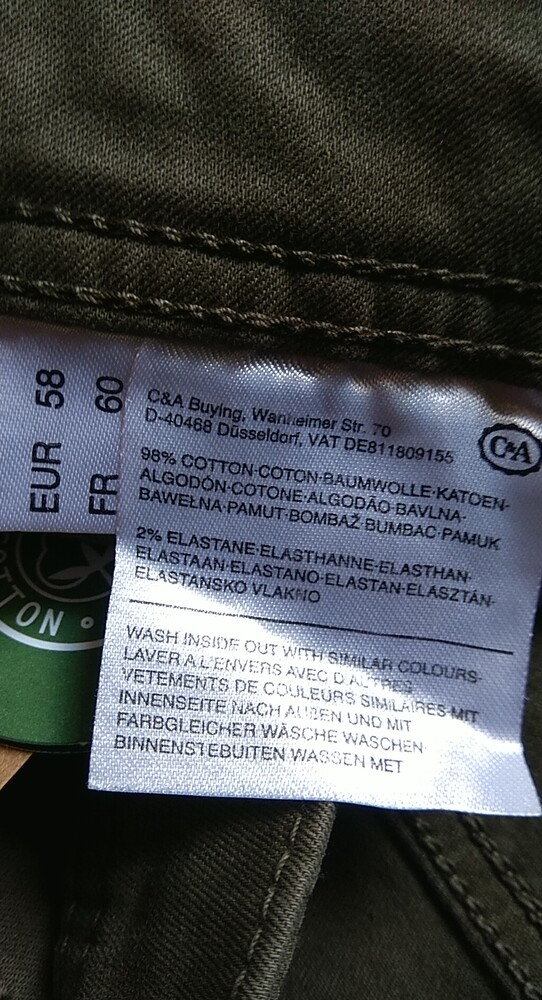 EUR 58
FR 60
C&A Buying, Wanheimer Str. 70
D-40468 Düsseldorf, VAT DE811809155
C&A
98% COTTON·COTON·BAUMWOLLE·KATOEN·
ALGODÓN·COTONE·ALGODÃO·BAVLNA·
BAWEŁNA·PAMUT·BOMBAŽ·BUMBAC·PAMUK
2% ELASTANE·ELASTHANNE·ELASTHAN·
ELASTAAN·ELASTANO·ELASTAN·ELASZTÁN·
ELASTANSKO VLAKNO
WASH INSIDE OUT WITH SIMILAR COLOURS·
LAVER A L'ENVERS AVEC D'AUTRES
VETEMENTS DE COULEURS SIMILAIRES·MIT
INNENSEITE NACH AUßEN UND MIT
FARBGLEICHER WÄSCHE WASCHEN·
BINNENSTEBUITEN WASSEN MET